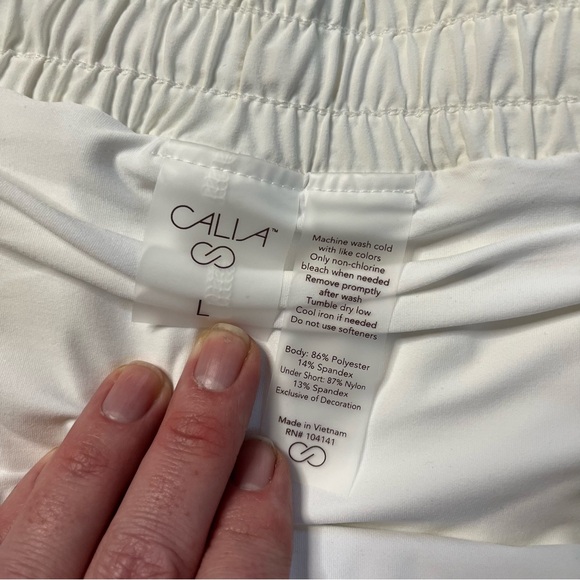 CALIA™
L
Machine wash cold
with like colors
Only non-chlorine
bleach when needed
Remove promptly
after wash
Tumble dry low
Cool iron if needed
Do not use softeners
Body: 86% Polyester
14% Spandex
Under Short: 87% Nylon
13% Spandex
Exclusive of Decoration
Made in Vietnam
RN# 104141